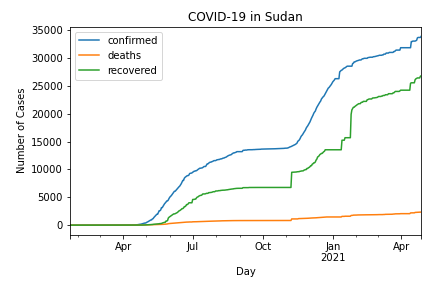 COVID-19 in Sudan
confirmed
deaths
recovered
Number of Cases
35000
30000
25000
20000
15000
10000
5000
0
Apr
Jul
Oct
Jan
2021
Apr
Day